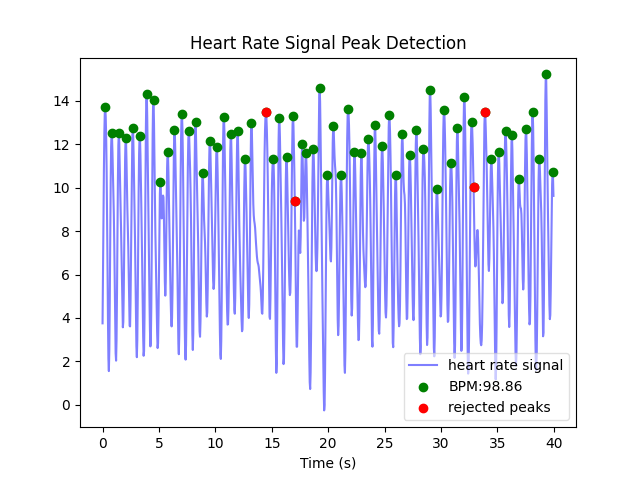 Heart Rate Signal Peak Detection
14
12
10
8
6
4
2
0
heart rate signal
BPM:98.86
rejected peaks
0 5 10 15 20 25 30 35 40
Time (s)